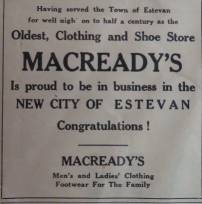 Having served the Town of Estevan
for well nigh on to half a century as the
Oldest, Clothing and Shoe Store
MACREADY'S
Is proud to be in business in the
NEW CITY OF ESTEVAN
Congratulations !
MACREADY'S
Men's and Ladies' Clothing
Footwear For The Family